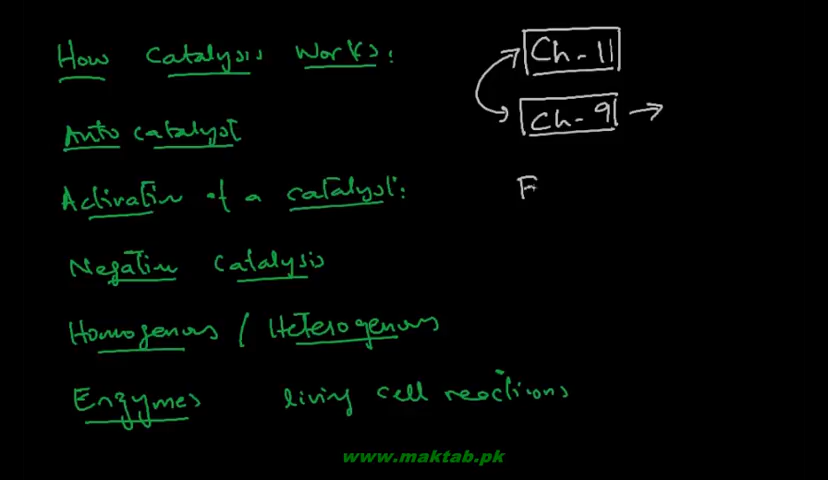 How Catalysis Works:
Ch-11
Auto catalyst
Ch-9
Activation of a catalyst:
F
Negative catalysis
Homogenous / Heterogenous
Enzymes living cell reactions
www.maktab.pk